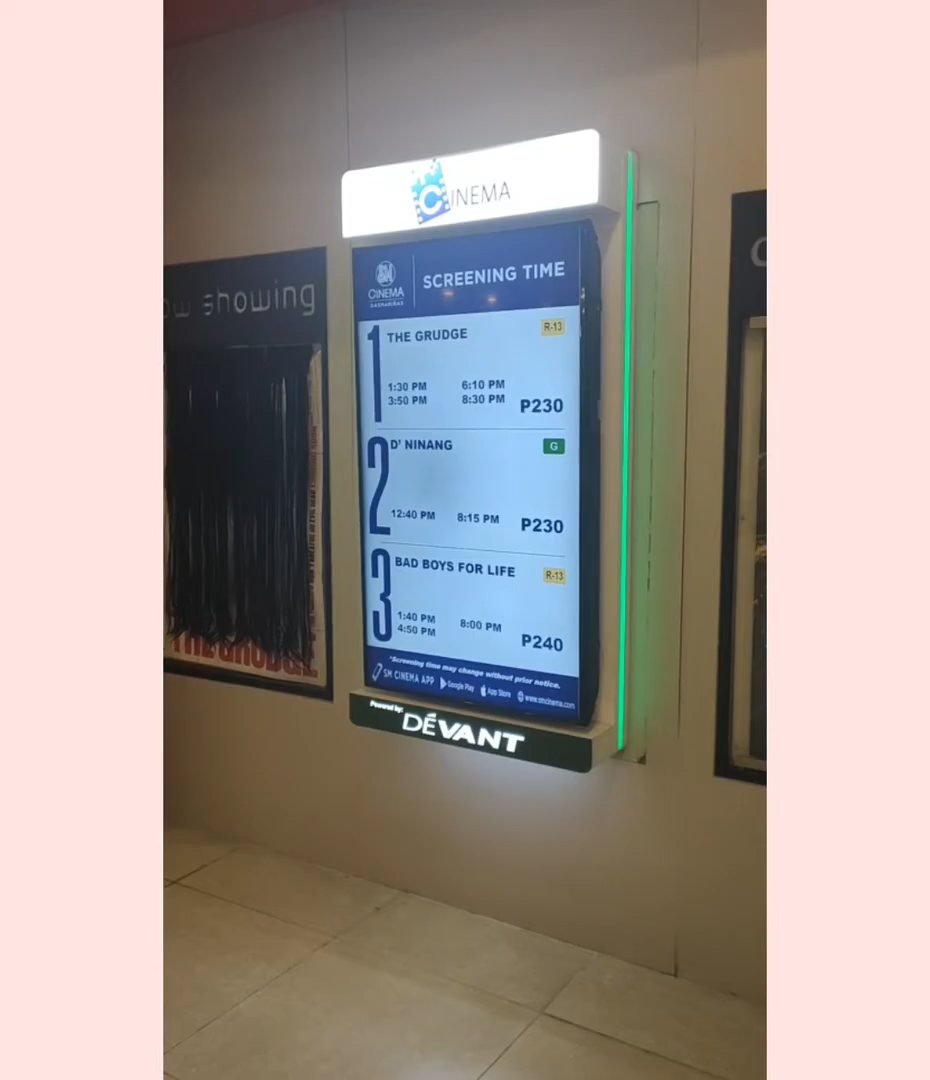 CINEMA
SM CINEMA
DASMARIÑAS
SCREENING TIME
1
THE GRUDGE
R-13
1:30 PM 6:10 PM
3:50 PM 8:30 PM
P230
2
D' NINANG
G
12:40 PM 8:15 PM
P230
3
BAD BOYS FOR LIFE
R-13
1:40 PM 8:00 PM
4:50 PM
P240
*Screening time may change without prior notice.
SM CINEMA APP Google Play App Store www.smcinema.com
Powered by:
DÉVANT
ow showing
THE GRUDGE